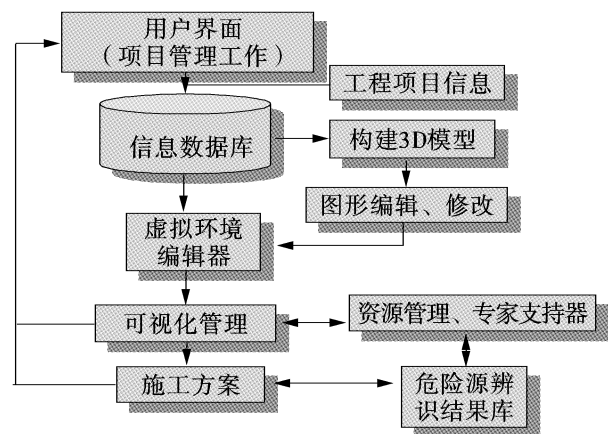 用户界面
(项目管理工作)
工程项目信息
信息数据库
构建3D模型
图形编辑、修改
虚拟环境
编辑器
可视化管理
资源管理、专家支持器
施工方案
危险源辨
识结果库